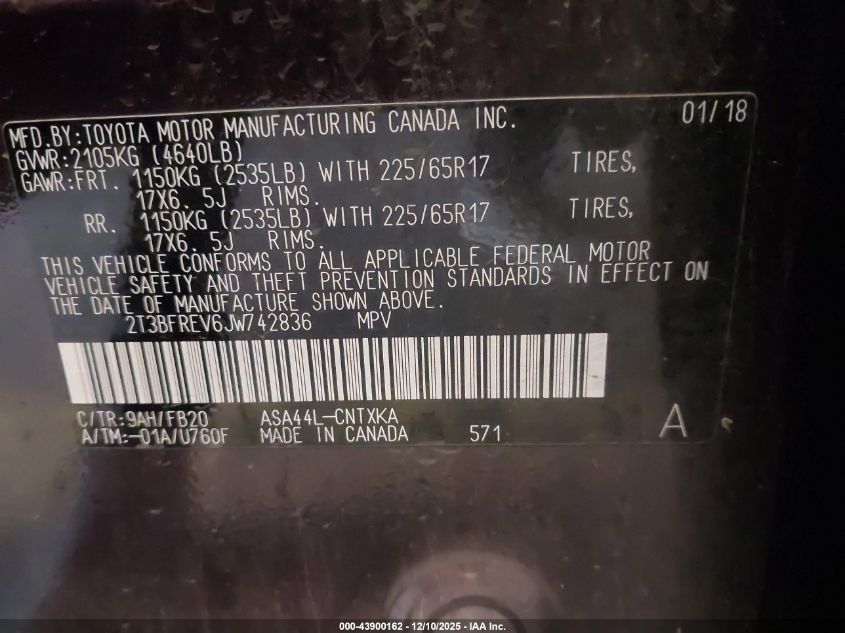 MFD.BY:TOYOTA MOTOR MANUFACTURING CANADA INC. 01/18
GVWR:2105KG (4640LB)
GAWR:FRT. 1150KG (2535LB) WITH 225/65R17 TIRES,
17X6. 5J RIMS.
RR. 1150KG (2535LB) WITH 225/65R17 TIRES,
17X6. 5J RIMS.
THIS VEHICLE CONFORMS TO ALL APPLICABLE FEDERAL MOTOR
VEHICLE SAFETY AND THEFT PREVENTION STANDARDS IN EFFECT ON
THE DATE OF MANUFACTURE SHOWN ABOVE.
2T3BFREV6JW742836 MPV
C/TR:9AH/FB20 ASA44L-CNTXKA
A/TM:-01A/U760F MADE IN CANADA 571 A
000-43900162 - 12/10/2025 - IAA Inc.